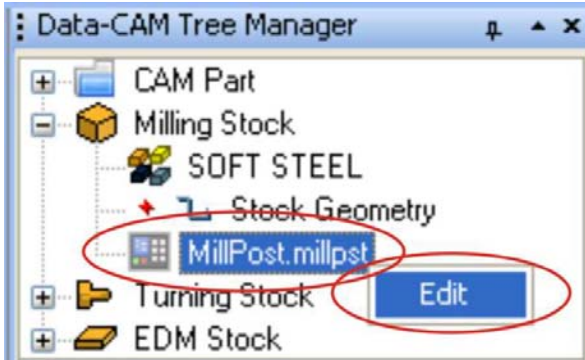 Data-CAM Tree Manager
CAM Part
Milling Stock
SOFT STEEL
Stock Geometry
MillPost.millpst
Turning Stock
Edit
EDM Stock